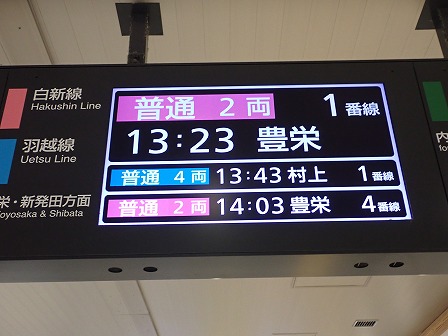 白新線
Hakushin Line
羽越線
Uetsu Line
栄・新発田方面
oyosaka & Shibata
普通 2両 1番線
13:23 豊栄
普通 4両 13:43 村上 1番線
普通 2両 14:03 豊栄 4番線
内